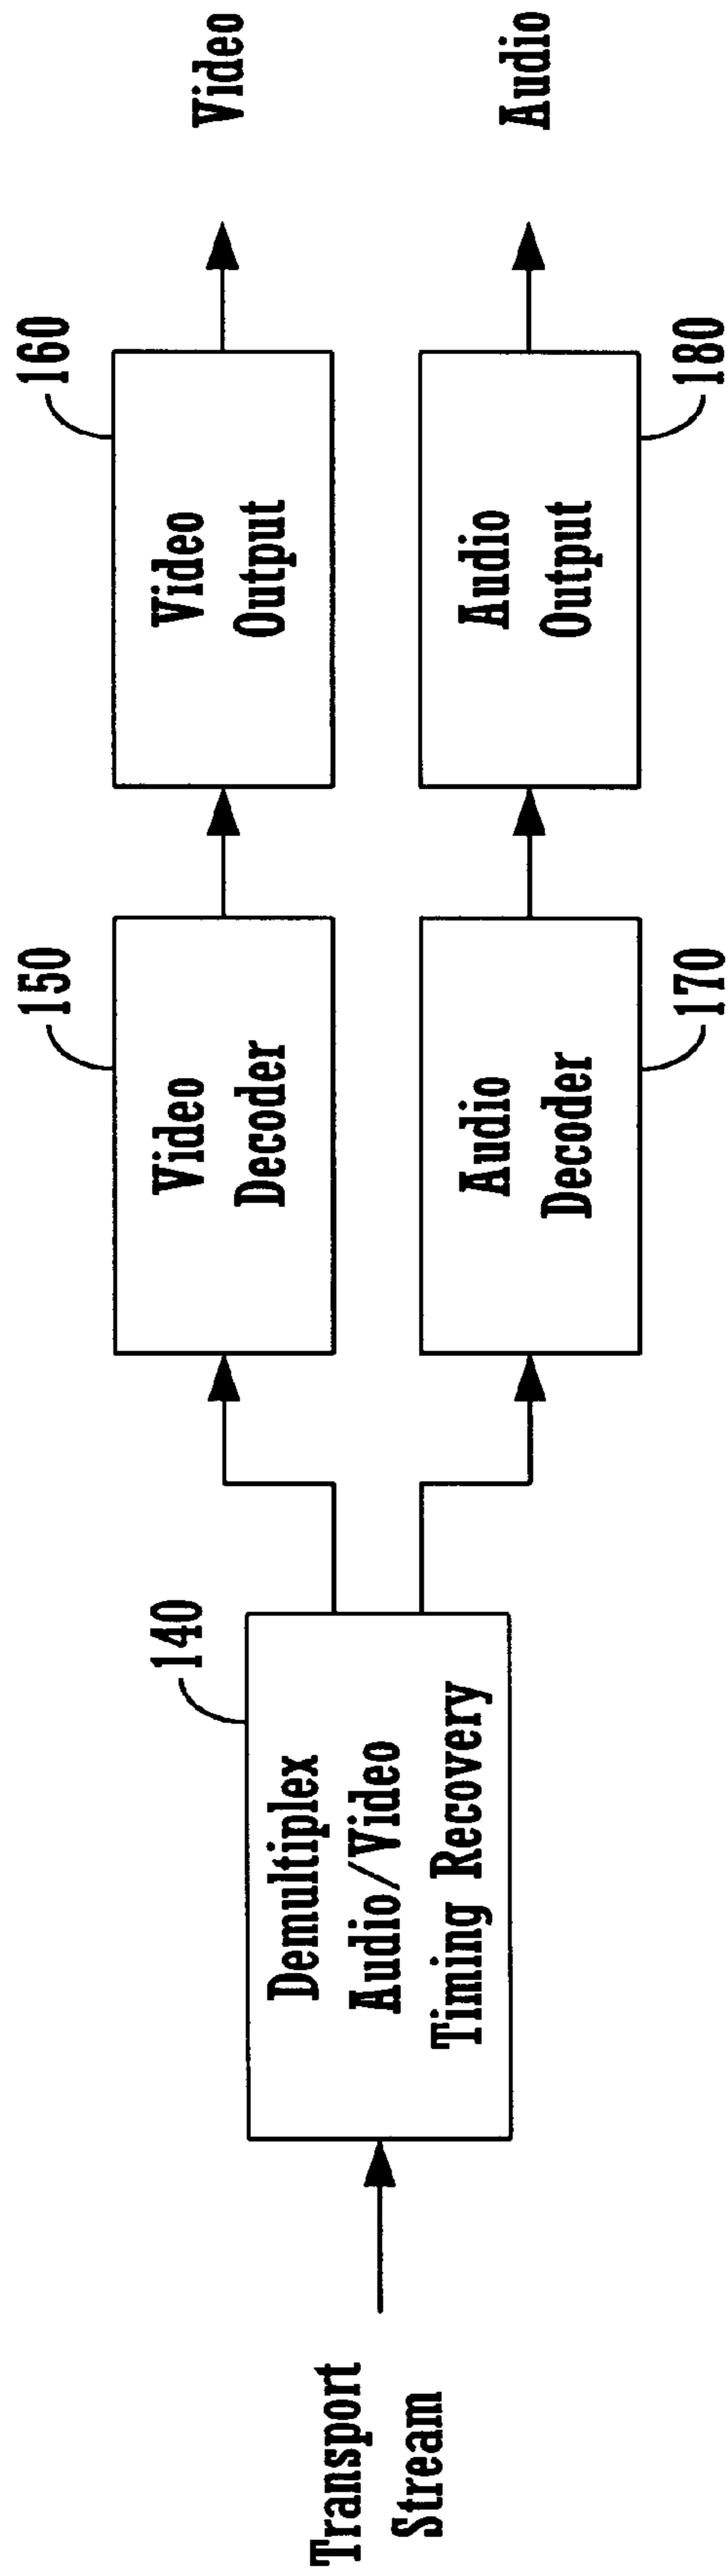 Transport
Stream
140
Demultiplex
Audio/Video
Timing Recovery
150
Video
Decoder
160
Video
Output
Video
170
Audio
Decoder
180
Audio
Output
Audio